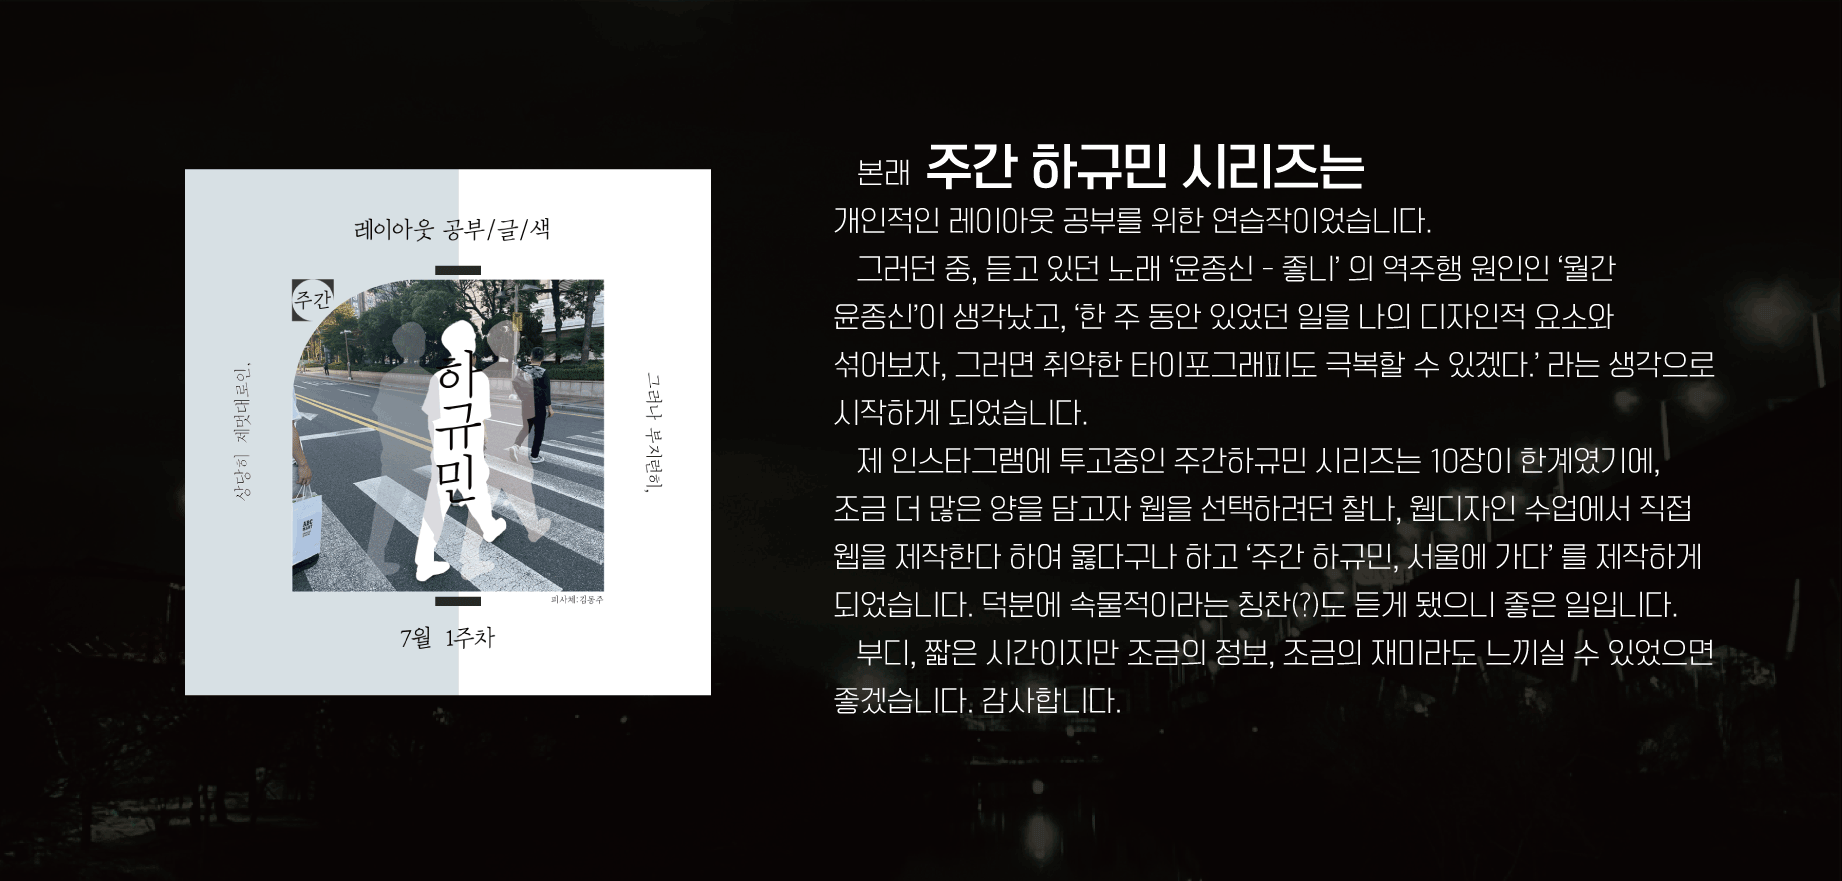 레이아웃 공부/글/색
주간
하규민
상당히 제멋대로인.
그러나 부지런히,
ABC
MART
피사체:김동주
7월 1주차
본래 주간 하규민 시리즈는
개인적인 레이아웃 공부를 위한 연습작이었습니다.
그러던 중, 듣고 있던 노래 ‘윤종신 - 좋니’ 의 역주행 원인인 ‘월간
윤종신’이 생각났고, ‘한 주 동안 있었던 일을 나의 디자인적 요소와
섞어보자, 그러면 취약한 타이포그래피도 극복할 수 있겠다.’ 라는 생각으로
시작하게 되었습니다.
제 인스타그램에 투고중인 주간하규민 시리즈는 10장이 한계였기에,
조금 더 많은 양을 담고자 웹을 선택하려던 찰나, 웹디자인 수업에서 직접
웹을 제작한다 하여 옳다구나 하고 ‘주간 하규민, 서울에 가다’ 를 제작하게
되었습니다. 덕분에 속물적이라는 칭찬(?)도 듣게 됐으니 좋은 일입니다.
부디, 짧은 시간이지만 조금의 정보, 조금의 재미라도 느끼실 수 있었으면
좋겠습니다. 감사합니다.